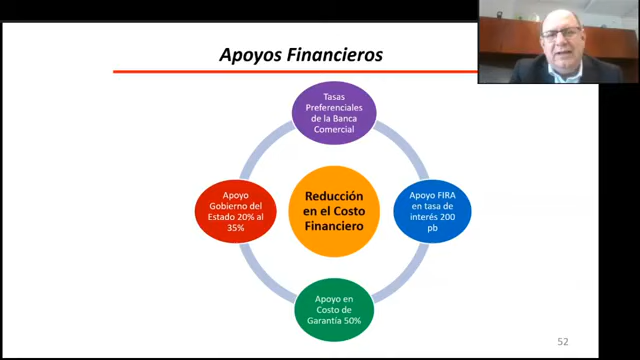 Apoyos Financieros
Tasas
Preferenciales
de la Banca
Comercial
Apoyo
Gobierno del
Estado 20% al
35%
Reducción
en el Costo
Financiero
Apoyo FIRA
en tasa de
interés 200
pb
Apoyo en
Costo de
Garantía 50%
52